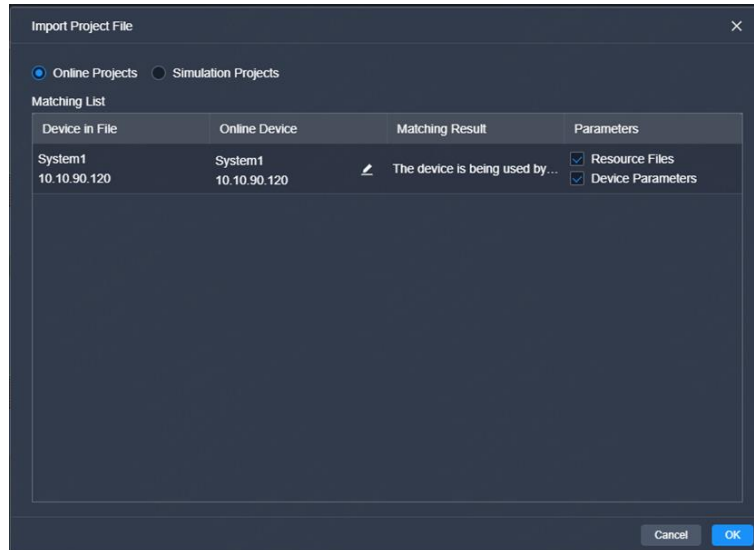 Import Project File
Online Projects Simulation Projects
Matching List
Device in File Online Device Matching Result Parameters
System1 System1 The device is being used by... Resource Files
10.10.90.120 10.10.90.120 Device Parameters
Cancel OK